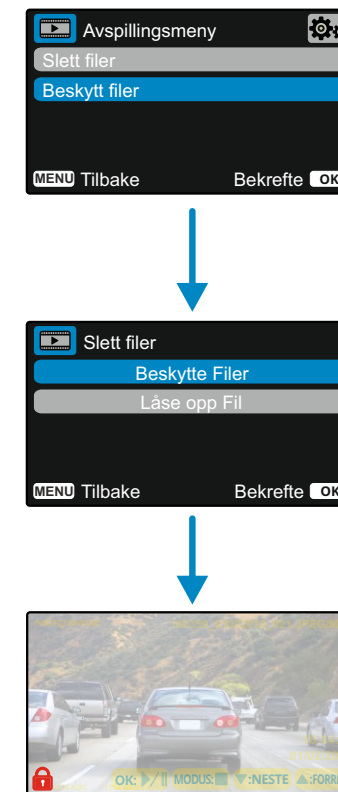 Avspillingsmeny
Slett filer
Beskytt filer
MENU Tilbake Bekrefte OK
Slett filer
Beskytte Filer
Låse opp Fil
MENU Tilbake Bekrefte OK
OK: ▶/|| MODUS:■ ▼:NESTE ▲:FORRI